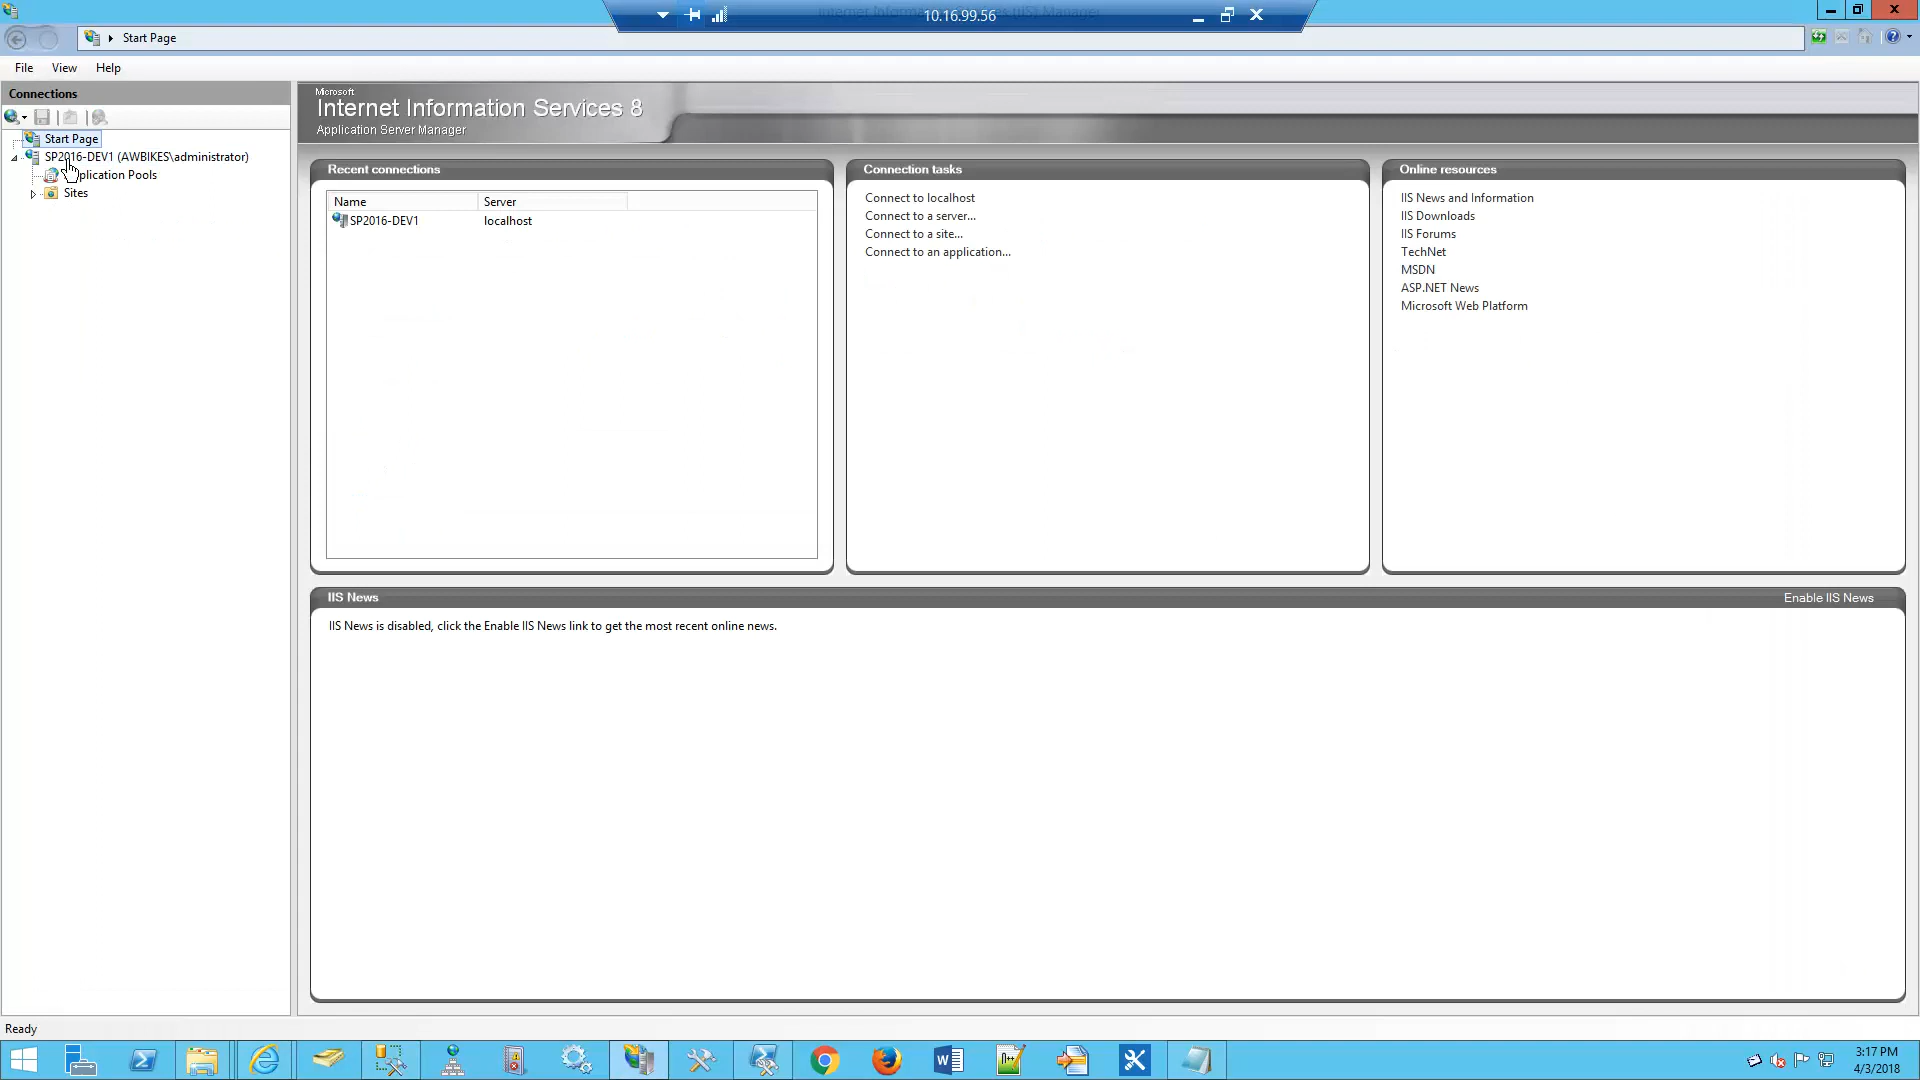 10.16.99.56
Internet Information Services (IIS) Manager
Start Page
File View Help
Connections
Start Page
SP2016-DEV1 (AWBIKES\administrator)
plication Pools
Sites
Microsoft
Internet Information Services 8
Application Server Manager
Recent connections
Name Server
SP2016-DEV1 localhost
Connection tasks
Connect to localhost
Connect to a server...
Connect to a site...
Connect to an application...
Online resources
IIS News and Information
IIS Downloads
IIS Forums
TechNet
MSDN
ASP.NET News
Microsoft Web Platform
IIS News Enable IIS News
IIS News is disabled, click the Enable IIS News link to get the most recent online news.
Ready
3:17 PM
4/3/2018